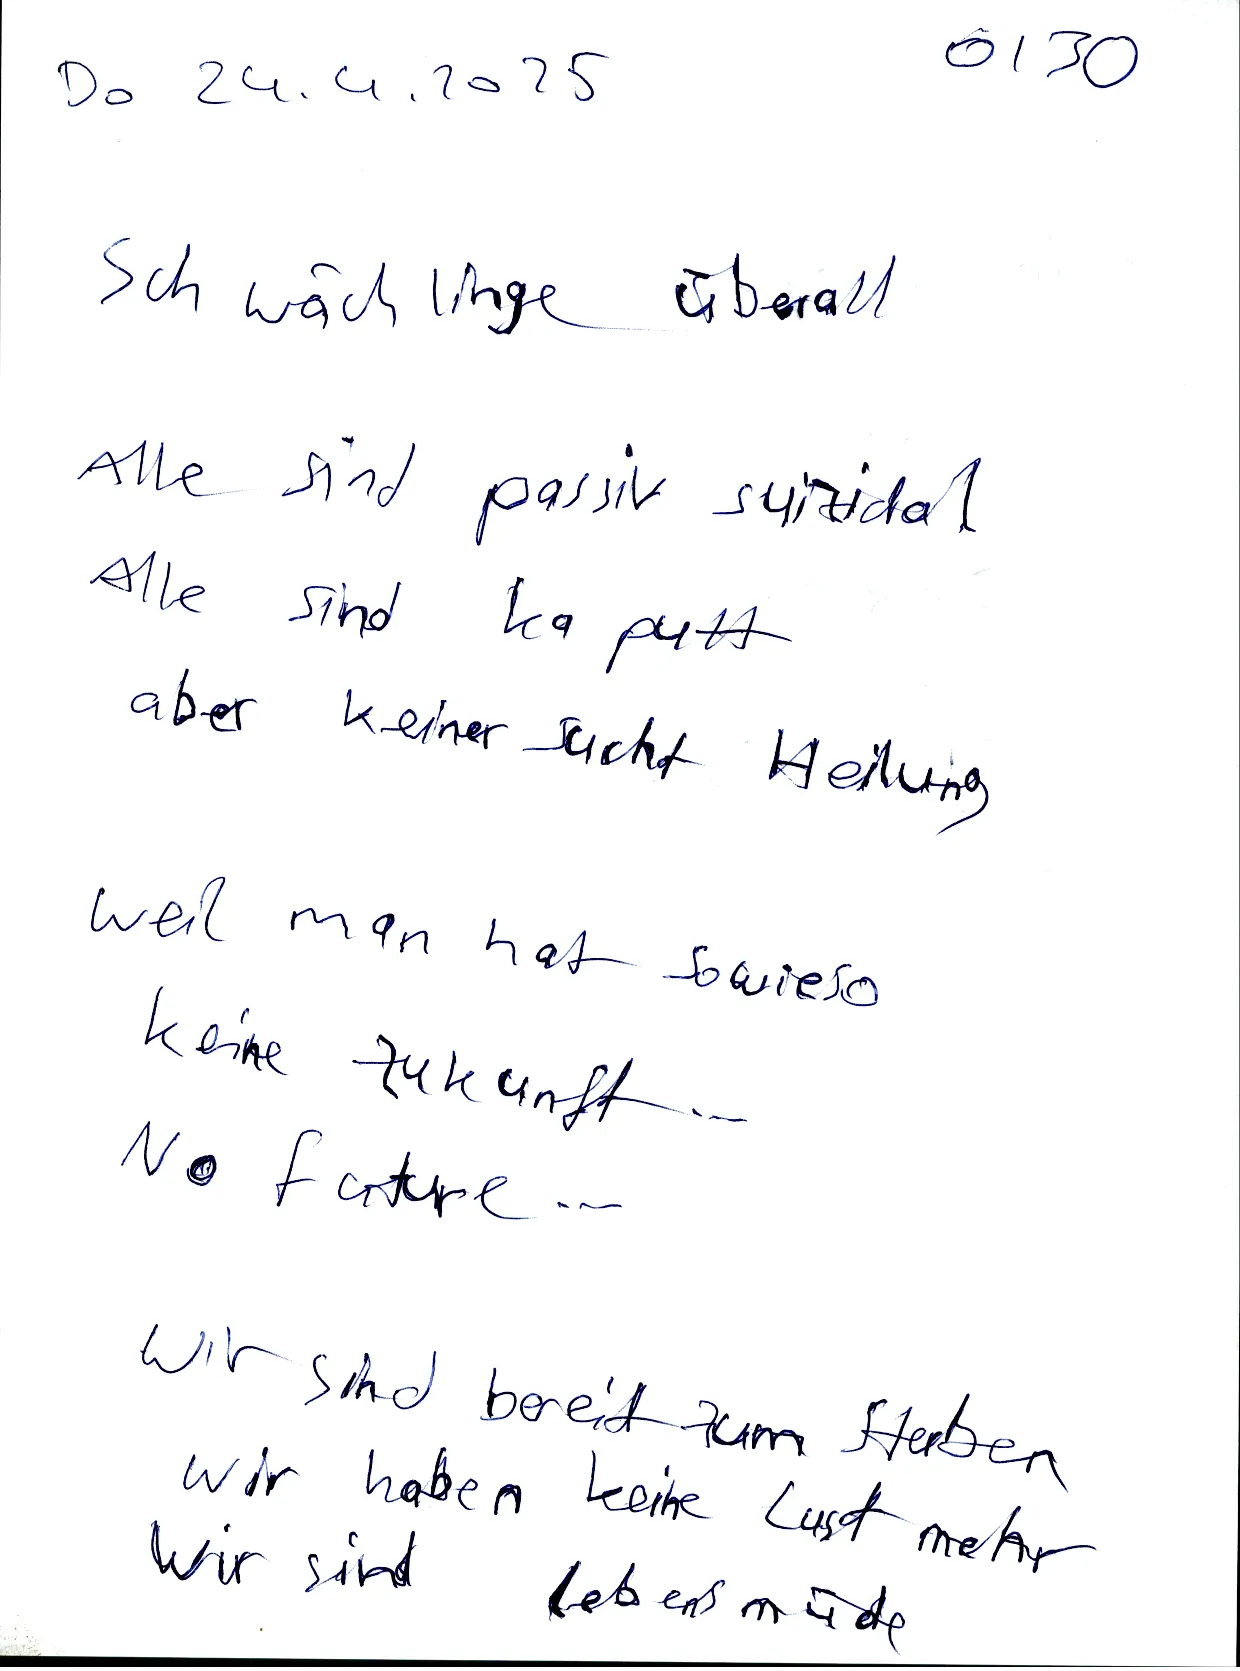 Do 24.4.2025 0130
Schwächlinge überall
Alle sind passiv suizidal
Alle sind kaputt
aber keiner sucht Heilung
weil man hat sowieso
keine Zukunft...
No future...
wir sind bereit zum Sterben
wir haben keine Lust mehr
Wir sind lebensmüde